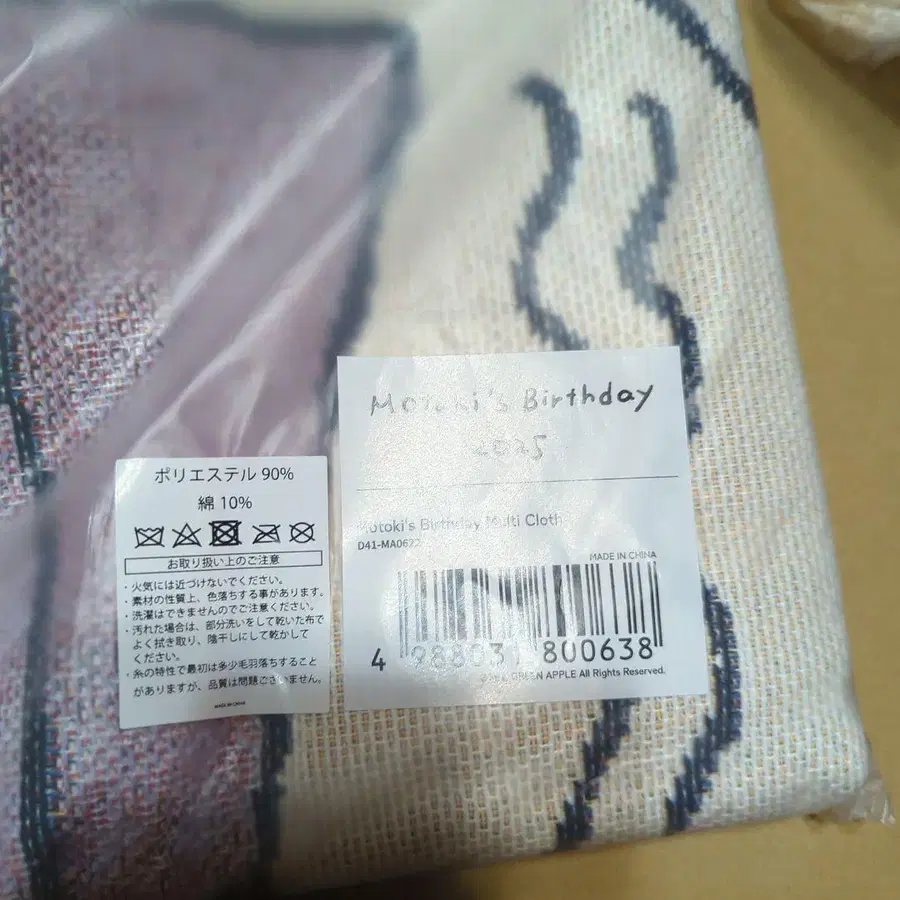 ポリエステル 90%
綿 10%
お取り扱い上のご注意
・火気には近づけないでください。
・素材の性質上、色落ちする事があります。
・洗濯はできませんのでご注意ください。
・汚れた場合は、部分洗いをして乾いた布で
よく拭き取り、陰干しにして乾かして
ください。
・糸の特性で最初は多少毛羽落ちすること
がありますが、品質は問題ございません。
MADE IN CHINA
Motoki's Birthday
2025
Motoki's Birthday Multi Cloth
D41-MA0622
MADE IN CHINA
4 988031 800638
GREEN APPLE All Rights Reserved.